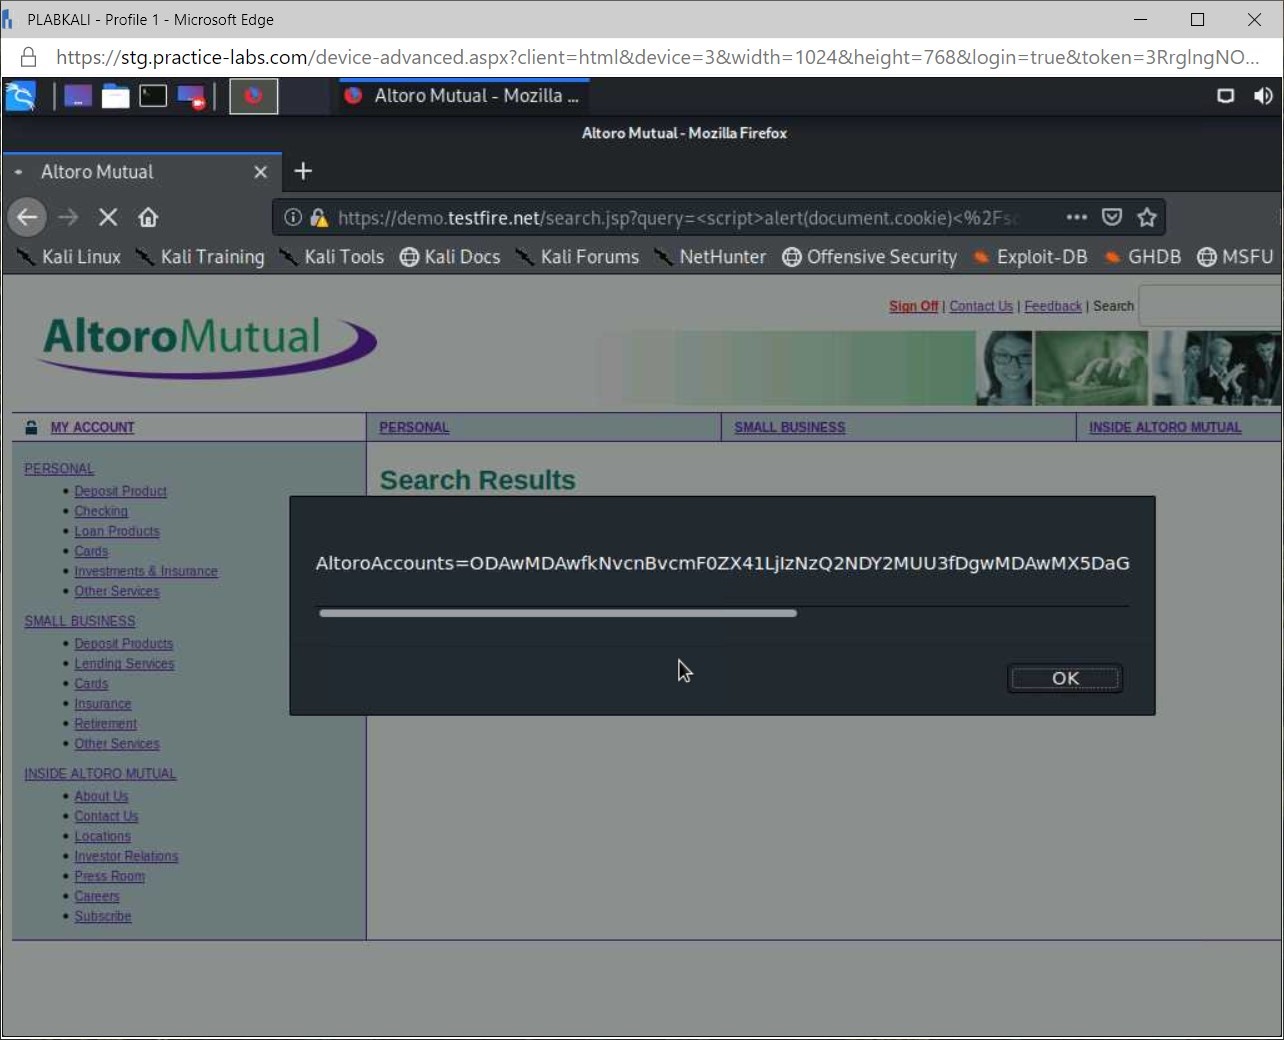 PLABKALI - Profile 1 - Microsoft Edge
https://stg.practice-labs.com/device-advanced.aspx?client=html&device=3&width=1024&height=768&login=true&token=3RrglngNO...
Altoro Mutual - Mozilla ...
Altoro Mutual - Mozilla Firefox
Altoro Mutual
https://demo.testfire.net/search.jsp?query=<script>alert(document.cookie)<%2Fsc
Kali Linux Kali Training Kali Tools Kali Docs Kali Forums NetHunter Offensive Security Exploit-DB GHDB MSFU
Sign Off | Contact Us | Feedback | Search
AltoroMutual
MY ACCOUNT PERSONAL SMALL BUSINESS INSIDE ALTORO MUTUAL
PERSONAL
Deposit Product
Checking
Loan Products
Cards
Investments & Insurance
Other Services
SMALL BUSINESS
Deposit Products
Lending Services
Cards
Insurance
Retirement
Other Services
INSIDE ALTORO MUTUAL
About Us
Contact Us
Locations
Investor Relations
Press Room
Careers
Subscribe
Search Results
AltoroAccounts=ODAwMDAwfkNvcnBvcmF0ZX41LjIzNzQ2NDY2MUU3fDgwMDAwMX5DaG
OK